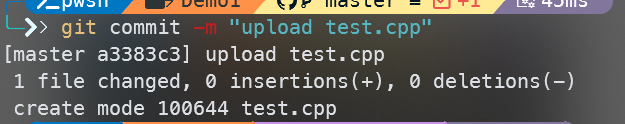 pwsh Demo1 master = +1 45ms
git commit -m "upload test.cpp"
[master a3383c3] upload test.cpp
1 file changed, 0 insertions(+), 0 deletions(-)
create mode 100644 test.cpp